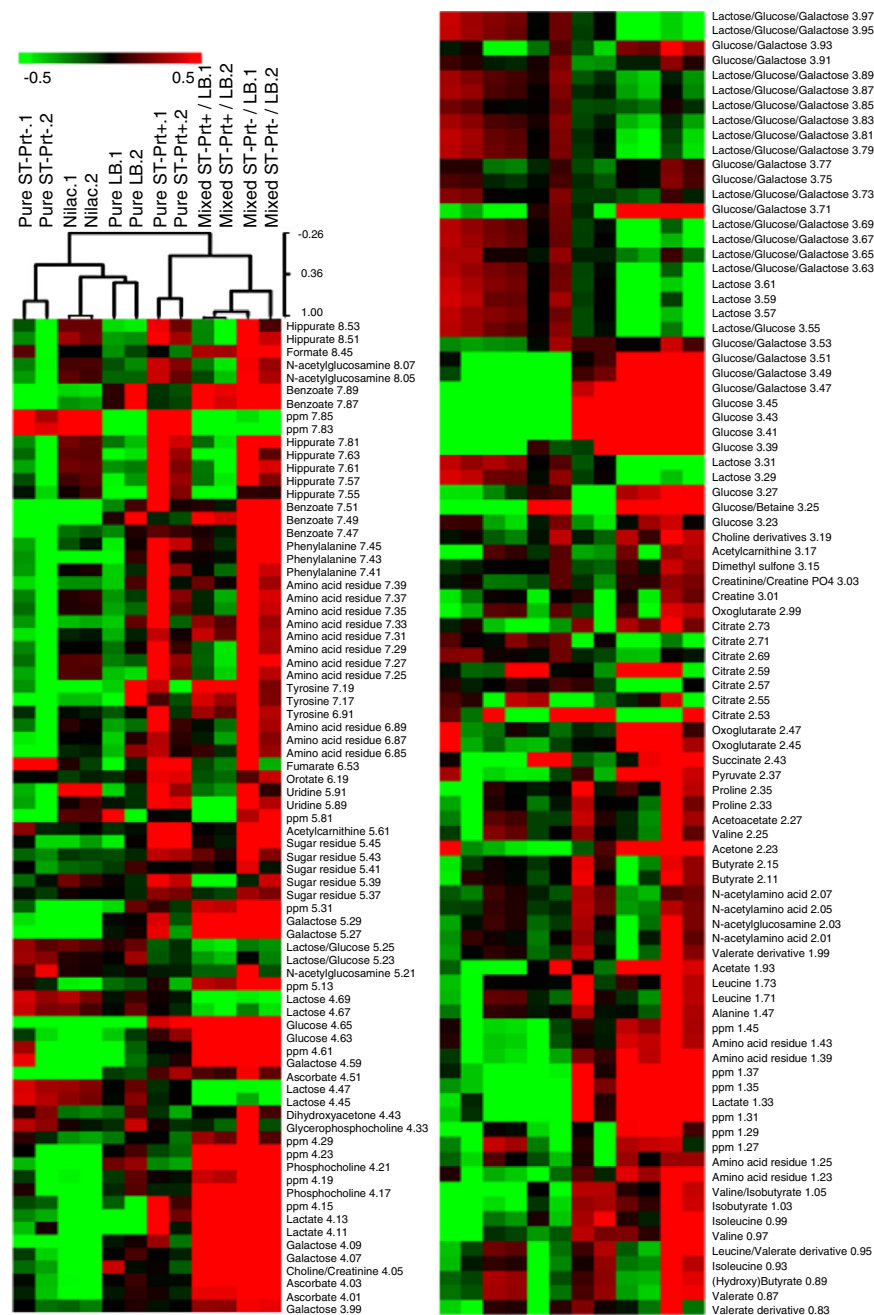 -0.5 0.5
Pure ST-Prt-.1
Pure ST-Prt-.2
Nilac.1
Nilac.2
Pure LB.1
Pure LB.2
Pure ST-Prt+.1
Pure ST-Prt+.2
Mixed ST-Prt+ / LB.1
Mixed ST-Prt+ / LB.2
Mixed ST-Prt- / LB.1
Mixed ST-Prt- / LB.2
-0.26
0.36
1.00
Hippurate 8.53
Hippurate 8.51
Formate 8.45
N-acetylglucosamine 8.07
N-acetylglucosamine 8.05
Benzoate 7.89
Benzoate 7.87
ppm 7.85
ppm 7.83
Hippurate 7.81
Hippurate 7.63
Hippurate 7.61
Hippurate 7.57
Hippurate 7.55
Benzoate 7.51
Benzoate 7.49
Benzoate 7.47
Phenylalanine 7.45
Phenylalanine 7.43
Phenylalanine 7.41
Amino acid residue 7.39
Amino acid residue 7.37
Amino acid residue 7.35
Amino acid residue 7.33
Amino acid residue 7.31
Amino acid residue 7.29
Amino acid residue 7.27
Amino acid residue 7.25
Tyrosine 7.19
Tyrosine 7.17
Tyrosine 6.91
Amino acid residue 6.89
Amino acid residue 6.87
Amino acid residue 6.85
Fumarate 6.53
Orotate 6.19
Uridine 5.91
Uridine 5.89
ppm 5.81
Acetylcarnitine 5.61
Sugar residue 5.45
Sugar residue 5.43
Sugar residue 5.41
Sugar residue 5.39
Sugar residue 5.37
ppm 5.31
Galactose 5.29
Galactose 5.27
Lactose/Glucose 5.25
Lactose/Glucose 5.23
N-acetylglucosamine 5.21
ppm 5.13
Lactose 4.69
Lactose 4.67
Glucose 4.65
Glucose 4.63
ppm 4.61
Galactose 4.59
Ascorbate 4.51
Lactose 4.47
Lactose 4.45
Dihydroxyacetone 4.43
Glycerophosphocholine 4.33
ppm 4.29
ppm 4.23
Phosphocholine 4.21
ppm 4.19
Phosphocholine 4.17
ppm 4.15
Lactate 4.13
Lactate 4.11
Galactose 4.09
Galactose 4.07
Choline/Creatinine 4.05
Ascorbate 4.03
Ascorbate 4.01
Galactose 3.99
Lactose/Glucose/Galactose 3.97
Lactose/Glucose/Galactose 3.95
Glucose/Galactose 3.93
Glucose/Galactose 3.91
Lactose/Glucose/Galactose 3.89
Lactose/Glucose/Galactose 3.87
Lactose/Glucose/Galactose 3.85
Lactose/Glucose/Galactose 3.83
Lactose/Glucose/Galactose 3.81
Lactose/Glucose/Galactose 3.79
Glucose/Galactose 3.77
Glucose/Galactose 3.75
Lactose/Glucose/Galactose 3.73
Glucose/Galactose 3.71
Lactose/Glucose/Galactose 3.69
Lactose/Glucose/Galactose 3.67
Lactose/Glucose/Galactose 3.65
Lactose/Glucose/Galactose 3.63
Lactose 3.61
Lactose 3.59
Lactose 3.57
Lactose/Glucose 3.55
Glucose/Galactose 3.53
Glucose/Galactose 3.51
Glucose/Galactose 3.49
Glucose/Galactose 3.47
Glucose 3.45
Glucose 3.43
Glucose 3.41
Glucose 3.39
Lactose 3.31
Lactose 3.29
Glucose 3.27
Glucose/Betaine 3.25
Glucose 3.23
Choline derivatives 3.19
Acetylcarnithine 3.17
Dimethyl sulfone 3.15
Creatinine/Creatine PO4 3.03
Creatine 3.01
Oxoglutarate 2.99
Citrate 2.73
Citrate 2.71
Citrate 2.69
Citrate 2.59
Citrate 2.57
Citrate 2.55
Citrate 2.53
Oxoglutarate 2.47
Oxoglutarate 2.45
Succinate 2.43
Pyruvate 2.37
Proline 2.35
Proline 2.33
Acetoacetate 2.27
Valine 2.25
Acetone 2.23
Butyrate 2.15
Butyrate 2.11
N-acetylamino acid 2.07
N-acetylamino acid 2.05
N-acetylglucosamine 2.03
N-acetylamino acid 2.01
Valerate derivative 1.99
Acetate 1.93
Leucine 1.73
Leucine 1.71
Alanine 1.47
ppm 1.45
Amino acid residue 1.43
Amino acid residue 1.39
ppm 1.37
ppm 1.35
Lactate 1.33
ppm 1.31
ppm 1.29
ppm 1.27
Amino acid residue 1.25
Amino acid residue 1.23
Valine/Isobutyrate 1.05
Isobutyrate 1.03
Isoleucine 0.99
Valine 0.97
Leucine/Valerate derivative 0.95
Isoleucine 0.93
(Hydroxy)Butyrate 0.89
Valerate 0.87
Valerate derivative 0.83